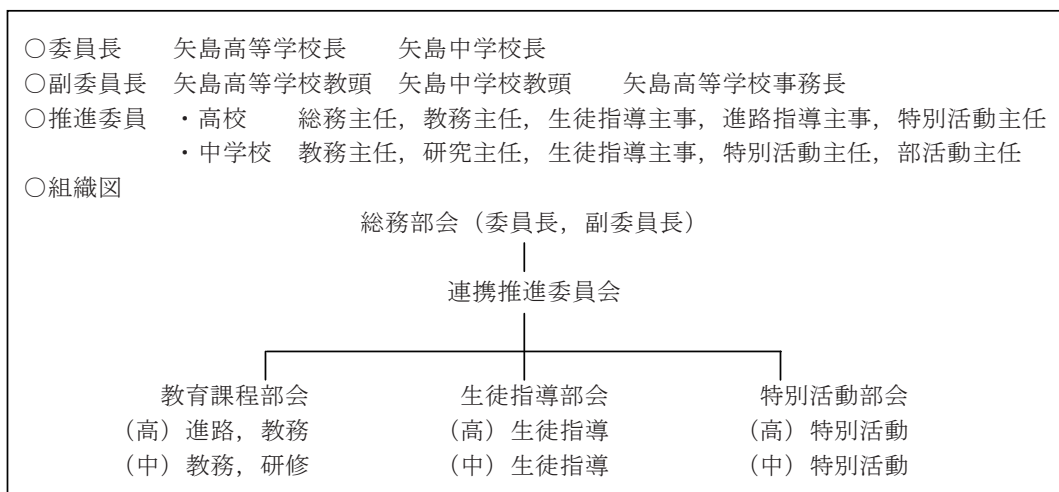 ○委員長　　矢島高等学校長　　矢島中学校長
○副委員長　矢島高等学校教頭　矢島中学校教頭　　矢島高等学校事務長
○推進委員　・高校　　総務主任，教務主任，生徒指導主事，進路指導主事，特別活動主任
・中学校　教務主任，研究主任，生徒指導主事，特別活動主任，部活動主任
○組織図
総務部会（委員長，副委員長）
連携推進委員会
教育課程部会　生徒指導部会　特別活動部会
（高）進路，教務　（高）生徒指導　（高）特別活動
（中）教務，研修　（中）生徒指導　（中）特別活動